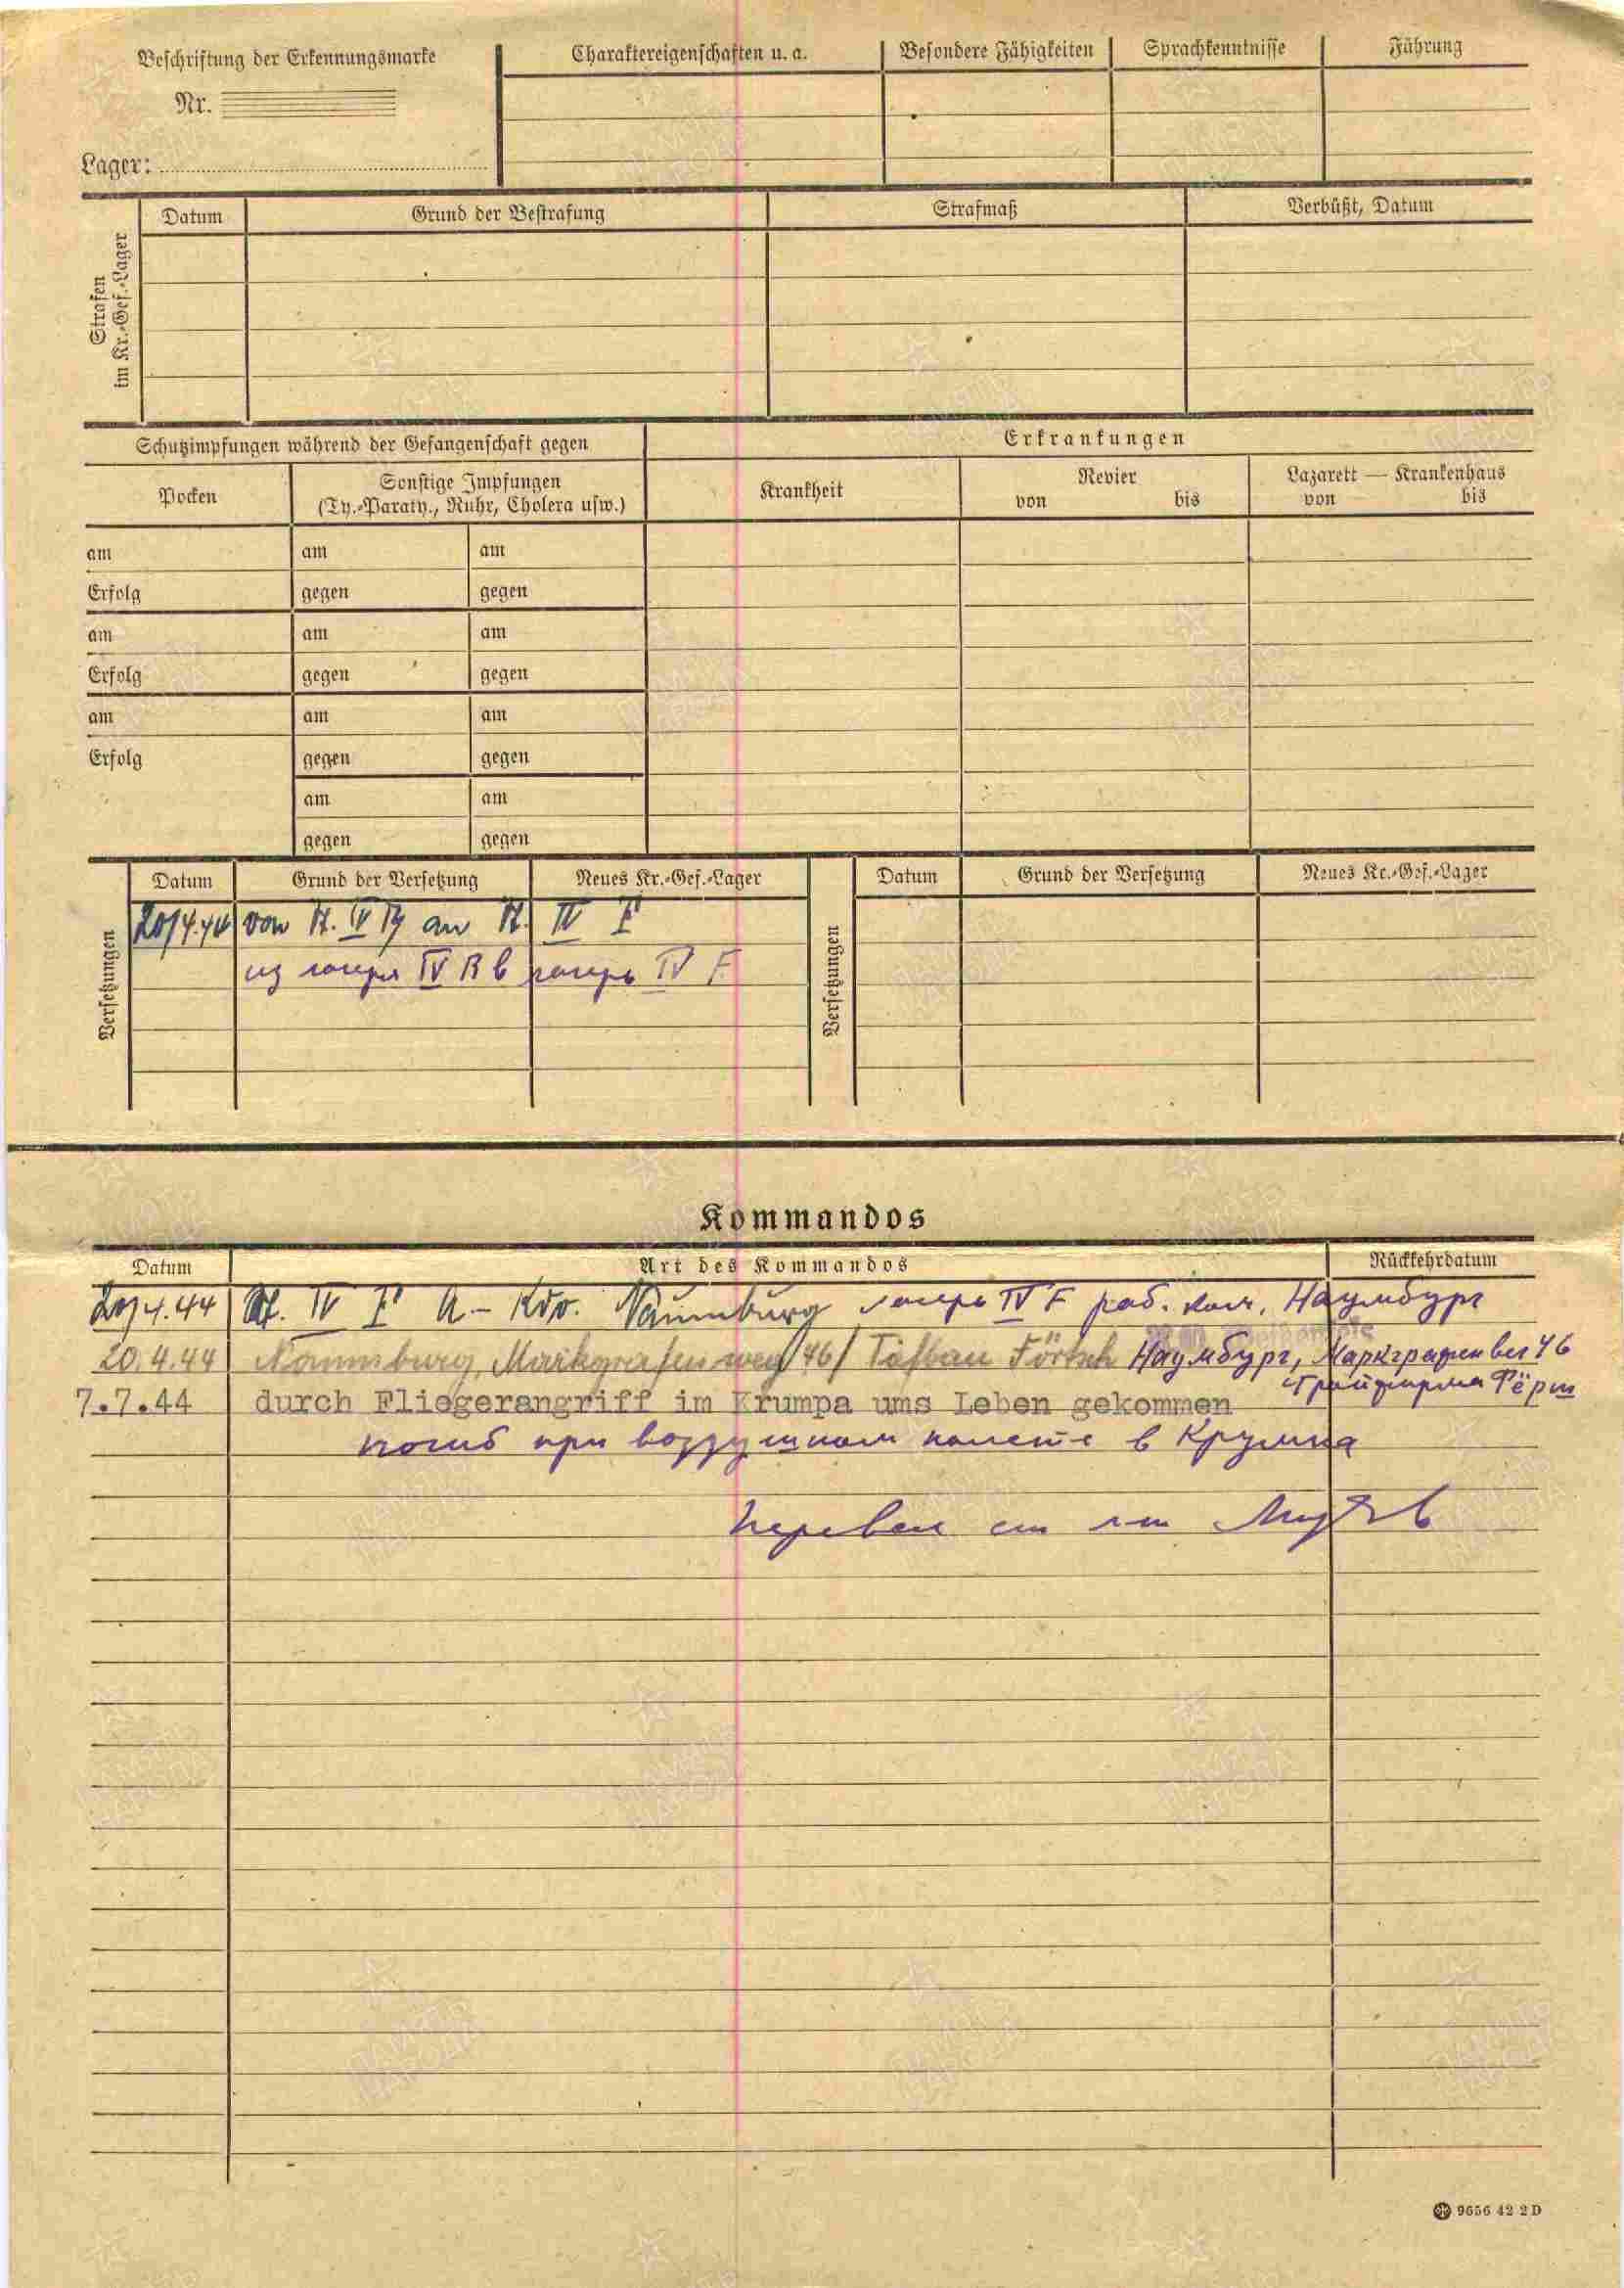 Beschriftung der Erkennungsmarke
Nr.
Lager:
Charaktereigenschaften u. a.
Besondere Fähigkeiten
Sprachkenntnisse
Führung
Strafen im Kr.-Gef.-Lager
Datum
Grund der Bestrafung
Strafmaß
Verbüßt, Datum
Schutzimpfungen während der Gefangenschaft gegen
Erkrankungen
Pocken
Sonstige Impfungen
(Ty.-Paraty., Ruhr, Cholera usw.)
Krankheit
Revier
von bis
Lazarett — Krankenhaus
von bis
am am am
Erfolg gegen gegen
am am am
Erfolg gegen gegen
am am am
Erfolg gegen gegen
am am
gegen gegen
Versetzungen
Datum Grund der Versetzung Neues Kr.-Gef.-Lager
20/4.44 von St. IV B an St. IV F
из лагеря IV B в лагерь IV F
Versetzungen
Datum Grund der Versetzung Neues Kr.-Gef.-Lager
Kommandos
Datum Art des Kommandos Rückkehrdatum
20/4.44 St. IV F A.-Kdo. Naumburg лагерь IV F раб. ком. Наумбург
20.4.44 Naumburg, Markgrafenweg 46/ Tiefbau Förtsch Наумбург, Маркграфенвег 46
7.7.44 durch Fliegerangriff im Krumpa ums Leben gekommen
погиб при воздушном налете в Крумпа
Перевел ст л-т
9656 42 2 D